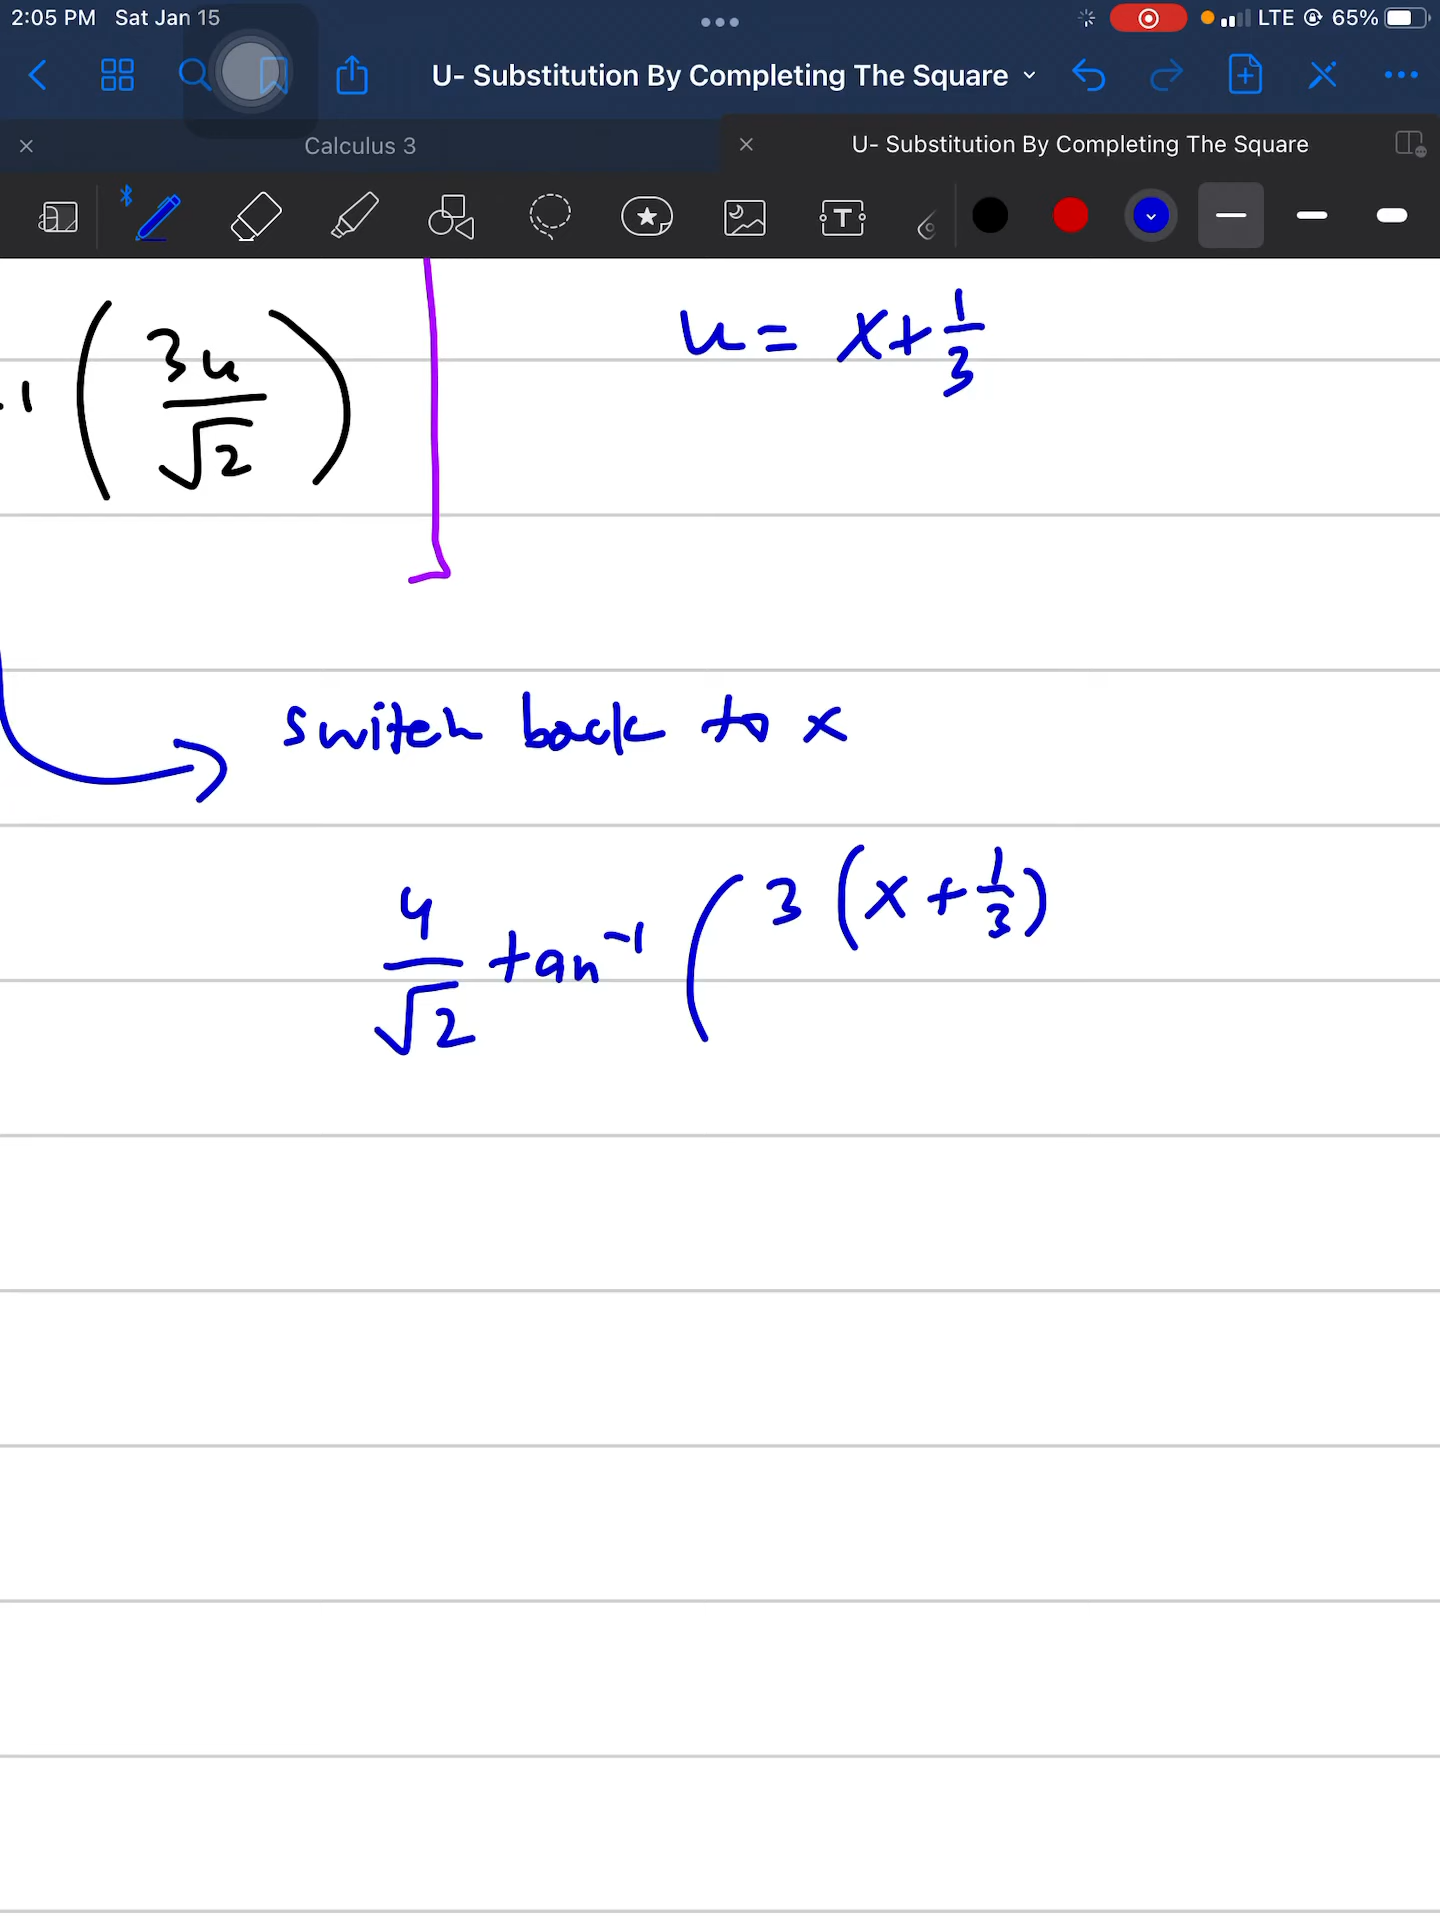 2:05 PM Sat Jan 15 LTE 65%
U- Substitution By Completing The Square
Calculus 3
U- Substitution By Completing The Square
T
-1 (3u/√2)
u = x + 1/3
switch back to x
4/√2 tan⁻¹ (3 (x + 1/3)